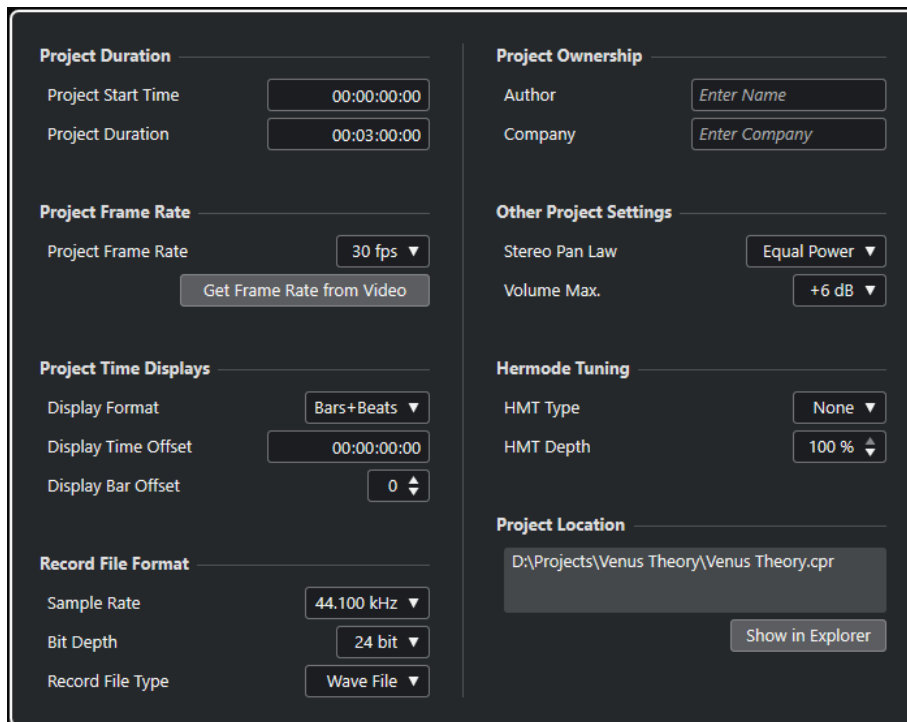 Project Duration
Project Start Time 00:00:00:00
Project Duration 00:03:00:00
Project Frame Rate
Project Frame Rate 30 fps
Get Frame Rate from Video
Project Time Displays
Display Format Bars+Beats
Display Time Offset 00:00:00:00
Display Bar Offset 0
Record File Format
Sample Rate 44.100 kHz
Bit Depth 24 bit
Record File Type Wave File
Project Ownership
Author Enter Name
Company Enter Company
Other Project Settings
Stereo Pan Law Equal Power
Volume Max. +6 dB
Hermode Tuning
HMT Type None
HMT Depth 100 %
Project Location
D:\Projects\Venus Theory\Venus Theory.cpr
Show in Explorer